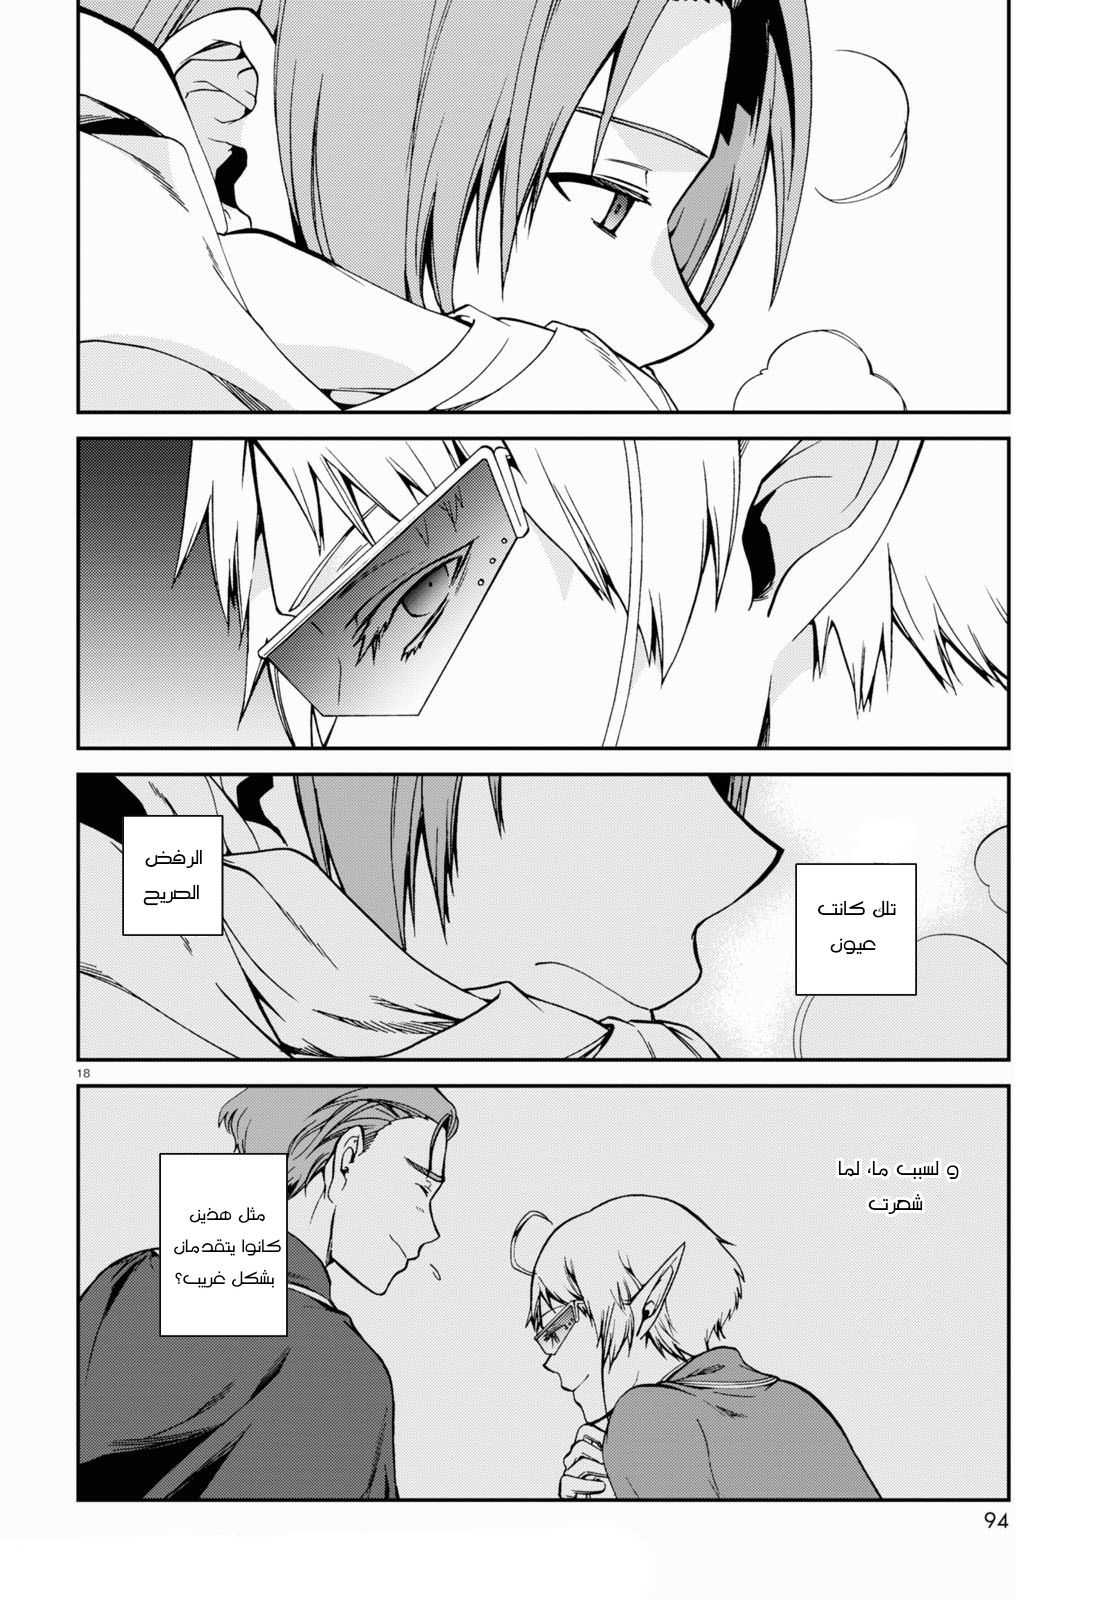 تلك كانت
عيون
الرفض
الصريح
18
و لسبب ما، لما
شعرت
مثل هذين
كانوا يتقدمان
بشكل غريب؟
94